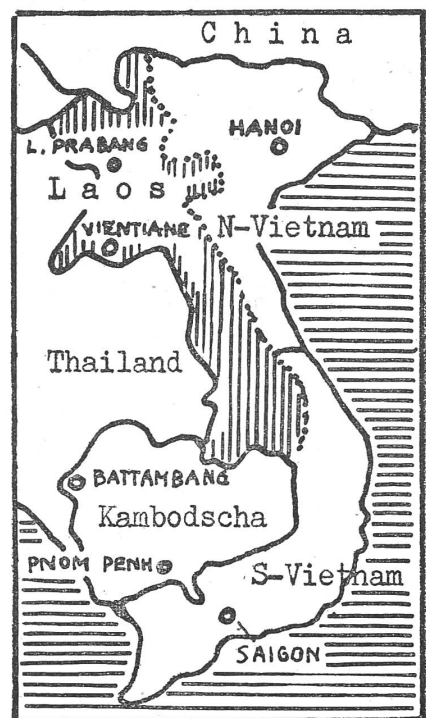 China
HANOI
L. PRABANG
Laos
VIENTIANE
N-Vietnam
Thailand
BATTAMBANG
Kambodscha
PNOM PENH
S-Vietnam
SAIGON